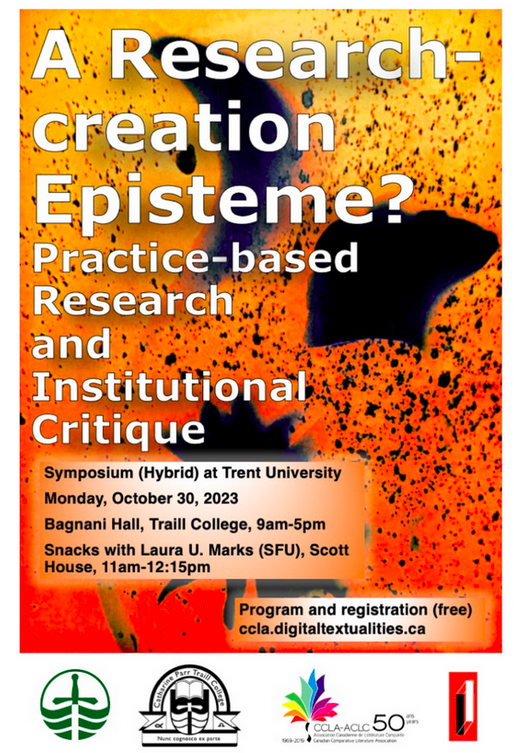 A Research-
creation
Episteme?
Practice-based
Research
and
Institutional
Critique
Symposium (Hybrid) at Trent University
Monday, October 30, 2023
Bagnani Hall, Traill College, 9am-5pm
Snacks with Laura U. Marks (SFU), Scott
House, 11am-12:15pm
Program and registration (free)
ccla.digitaltextualities.ca
Catharine Parr Traill College
Nunc cognosco ex parte
CCLA-ACLC 50 ans
years
1969-2019 Association Canadienne de Littérature Comparée
Canadian Comparative Literature Association